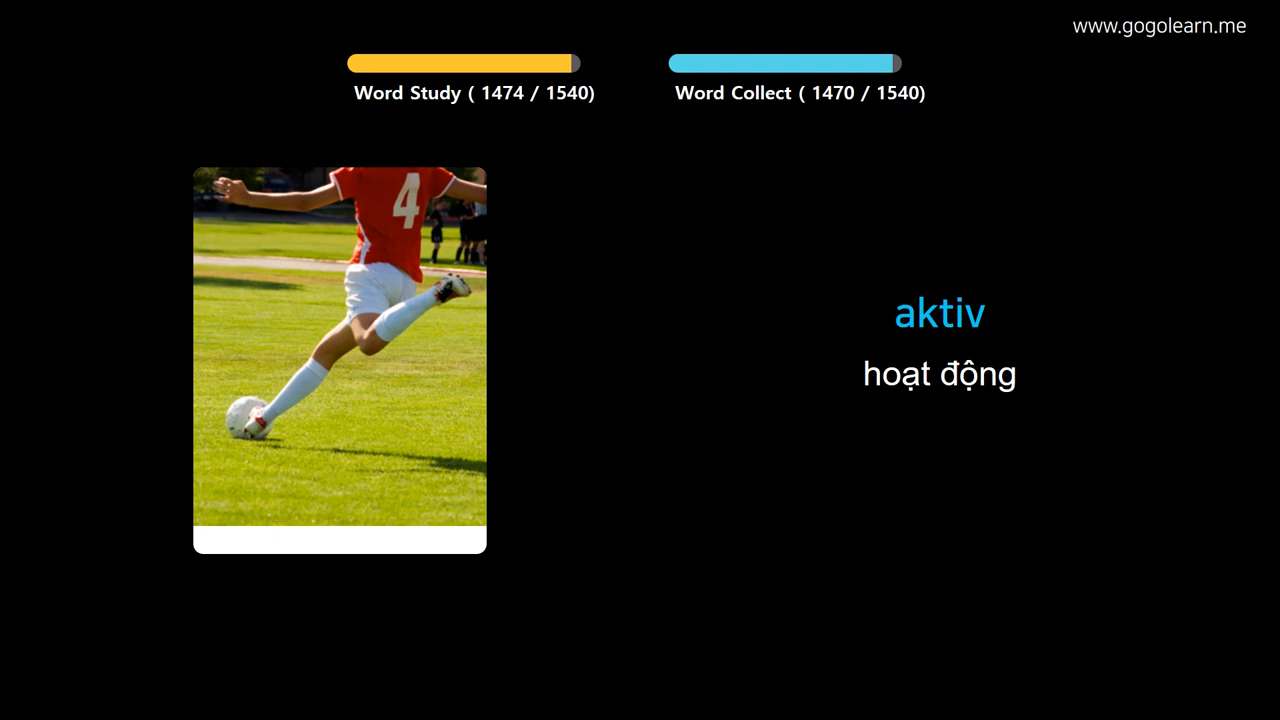 www.gogolearn.me
Word Study ( 1474 / 1540)
Word Collect ( 1470 / 1540)
4
aktiv
hoạt động